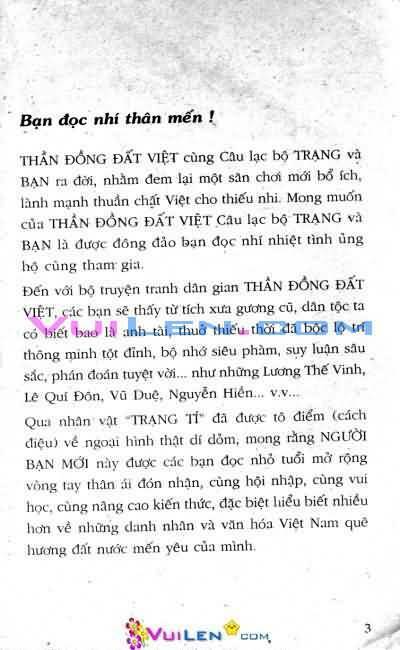 Bạn đọc nhí thân mến !
THẦN ĐỒNG ĐẤT VIỆT cùng Câu lạc bộ TRẠNG và
BẠN ra đời, nhằm đem lại một sân chơi mới bổ ích,
lành mạnh thuần chất Việt cho thiếu nhi. Mong muốn
của THẦN ĐỒNG ĐẤT VIỆT Câu lạc bộ TRẠNG và
BẠN là được đông đảo bạn đọc nhí nhiệt tình ủng
hộ cùng tham gia.
Đến với bộ truyện tranh dân gian THẦN ĐỒNG ĐẤT
VIỆT, các bạn sẽ thấy từ tích xưa gương cũ, dân tộc ta
có biết bao là anh tài, thuở thiếu thời đã bộc lộ trí
VuiLen.com
thông minh tột đỉnh, bộ nhớ siêu phàm, suy luận sâu
sắc, phán đoán tuyệt vời... như những Lương Thế Vinh,
Lê Quí Đôn, Vũ Duệ, Nguyễn Hiền... v.v...
Qua nhân vật "TRẠNG TÍ" đã được tô điểm (cách
điệu) về ngoại hình thật dí dỏm, mong rằng NGƯỜI
BẠN MỚI này được các bạn đọc nhỏ tuổi mở rộng
vòng tay thân ái đón nhận, cùng hội nhập, cùng vui
học, cùng nâng cao kiến thức, đặc biệt hiểu biết nhiều
hơn về những danh nhân và văn hóa Việt Nam quê
hương đất nước mến yêu của mình.
3
VuiLen.com